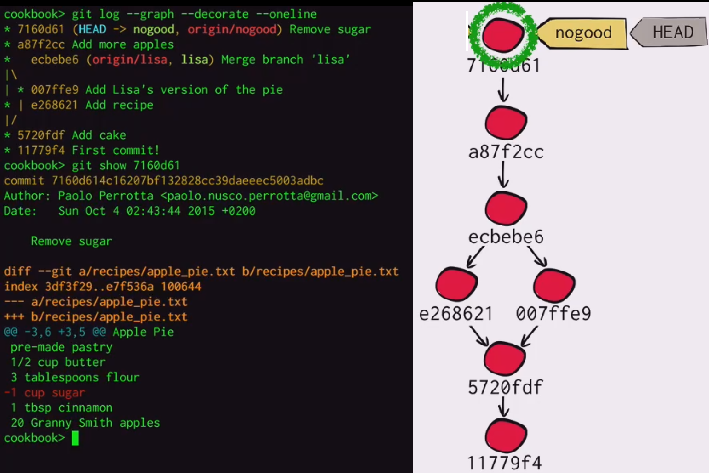 cookbook> git log --graph --decorate --oneline
* 7160d61 (HEAD -> nogood, origin/nogood) Remove sugar
* a87f2cc Add more apples
*   ecbebe6 (origin/lisa, lisa) Merge branch 'lisa'
|\
| * 007ffe9 Add Lisa's version of the pie
* | e268621 Add recipe
|/
* 5720fdf Add cake
* 11779f4 First commit!
cookbook> git show 7160d61
commit 7160d614c16207bf132828cc39daeeec5003adbc
Author: Paolo Perrotta <paolo.nusco.perrotta@gmail.com>
Date:   Sun Oct 4 02:43:44 2015 +0200
    Remove sugar
diff --git a/recipes/apple_pie.txt b/recipes/apple_pie.txt
index 3df3f29..e7f536a 100644
--- a/recipes/apple_pie.txt
+++ b/recipes/apple_pie.txt
@@ -3,6 +3,5 @@ Apple Pie
 pre-made pastry
 1/2 cup butter
 3 tablespoons flour
-1 cup sugar
 1 tbsp cinnamon
 20 Granny Smith apples
cookbook>
nogood
HEAD
7160d61
a87f2cc
ecbebe6
e268621
007ffe9
5720fdf
11779f4